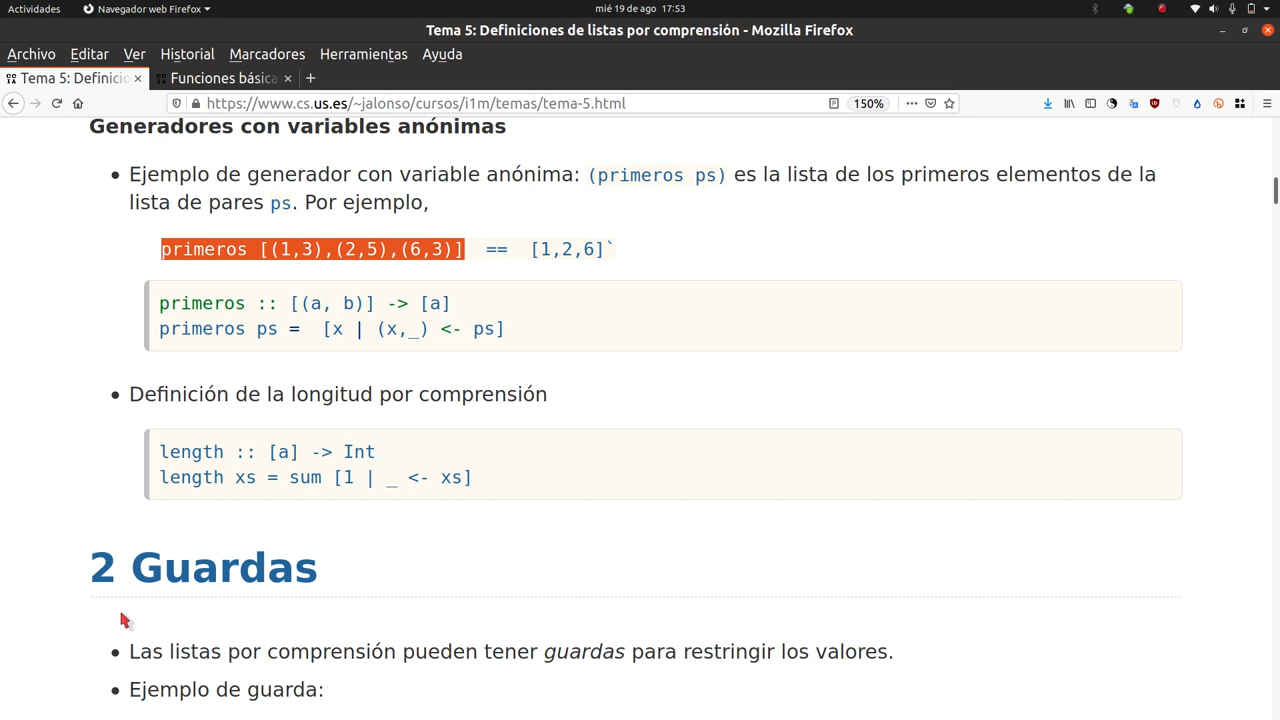 Actividades Navegador web Firefox mié 19 de ago 17:53
Tema 5: Definiciones de listas por comprensión - Mozilla Firefox
Archivo Editar Ver Historial Marcadores Herramientas Ayuda
Tema 5: Definicio × Funciones básica × +
https://www.cs.us.es/~jalonso/cursos/i1m/temas/tema-5.html 150%
Generadores con variables anónimas
• Ejemplo de generador con variable anónima: (primeros ps) es la lista de los primeros elementos de la
lista de pares ps. Por ejemplo,
primeros [(1,3),(2,5),(6,3)] == [1,2,6]`
primeros :: [(a, b)] -> [a]
primeros ps = [x | (x,_) <- ps]
• Definición de la longitud por comprensión
length :: [a] -> Int
length xs = sum [1 | _ <- xs]
2 Guardas
• Las listas por comprensión pueden tener guardas para restringir los valores.
• Ejemplo de guarda: